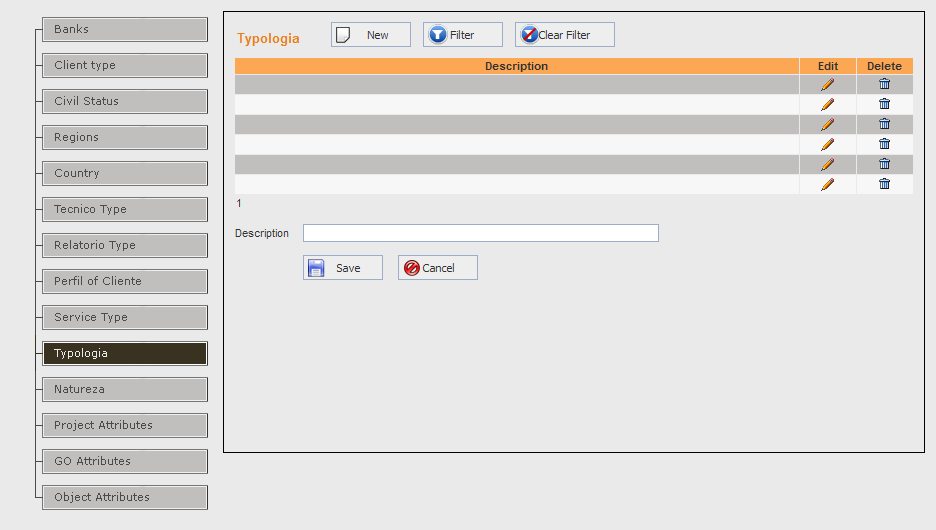 Banks
Client type
Civil Status
Regions
Country
Tecnico Type
Relatorio Type
Perfil of Cliente
Service Type
Typologia
Natureza
Project Attributes
GO Attributes
Object Attributes
Typologia New Filter Clear Filter
Description Edit Delete
1
Description
Save Cancel